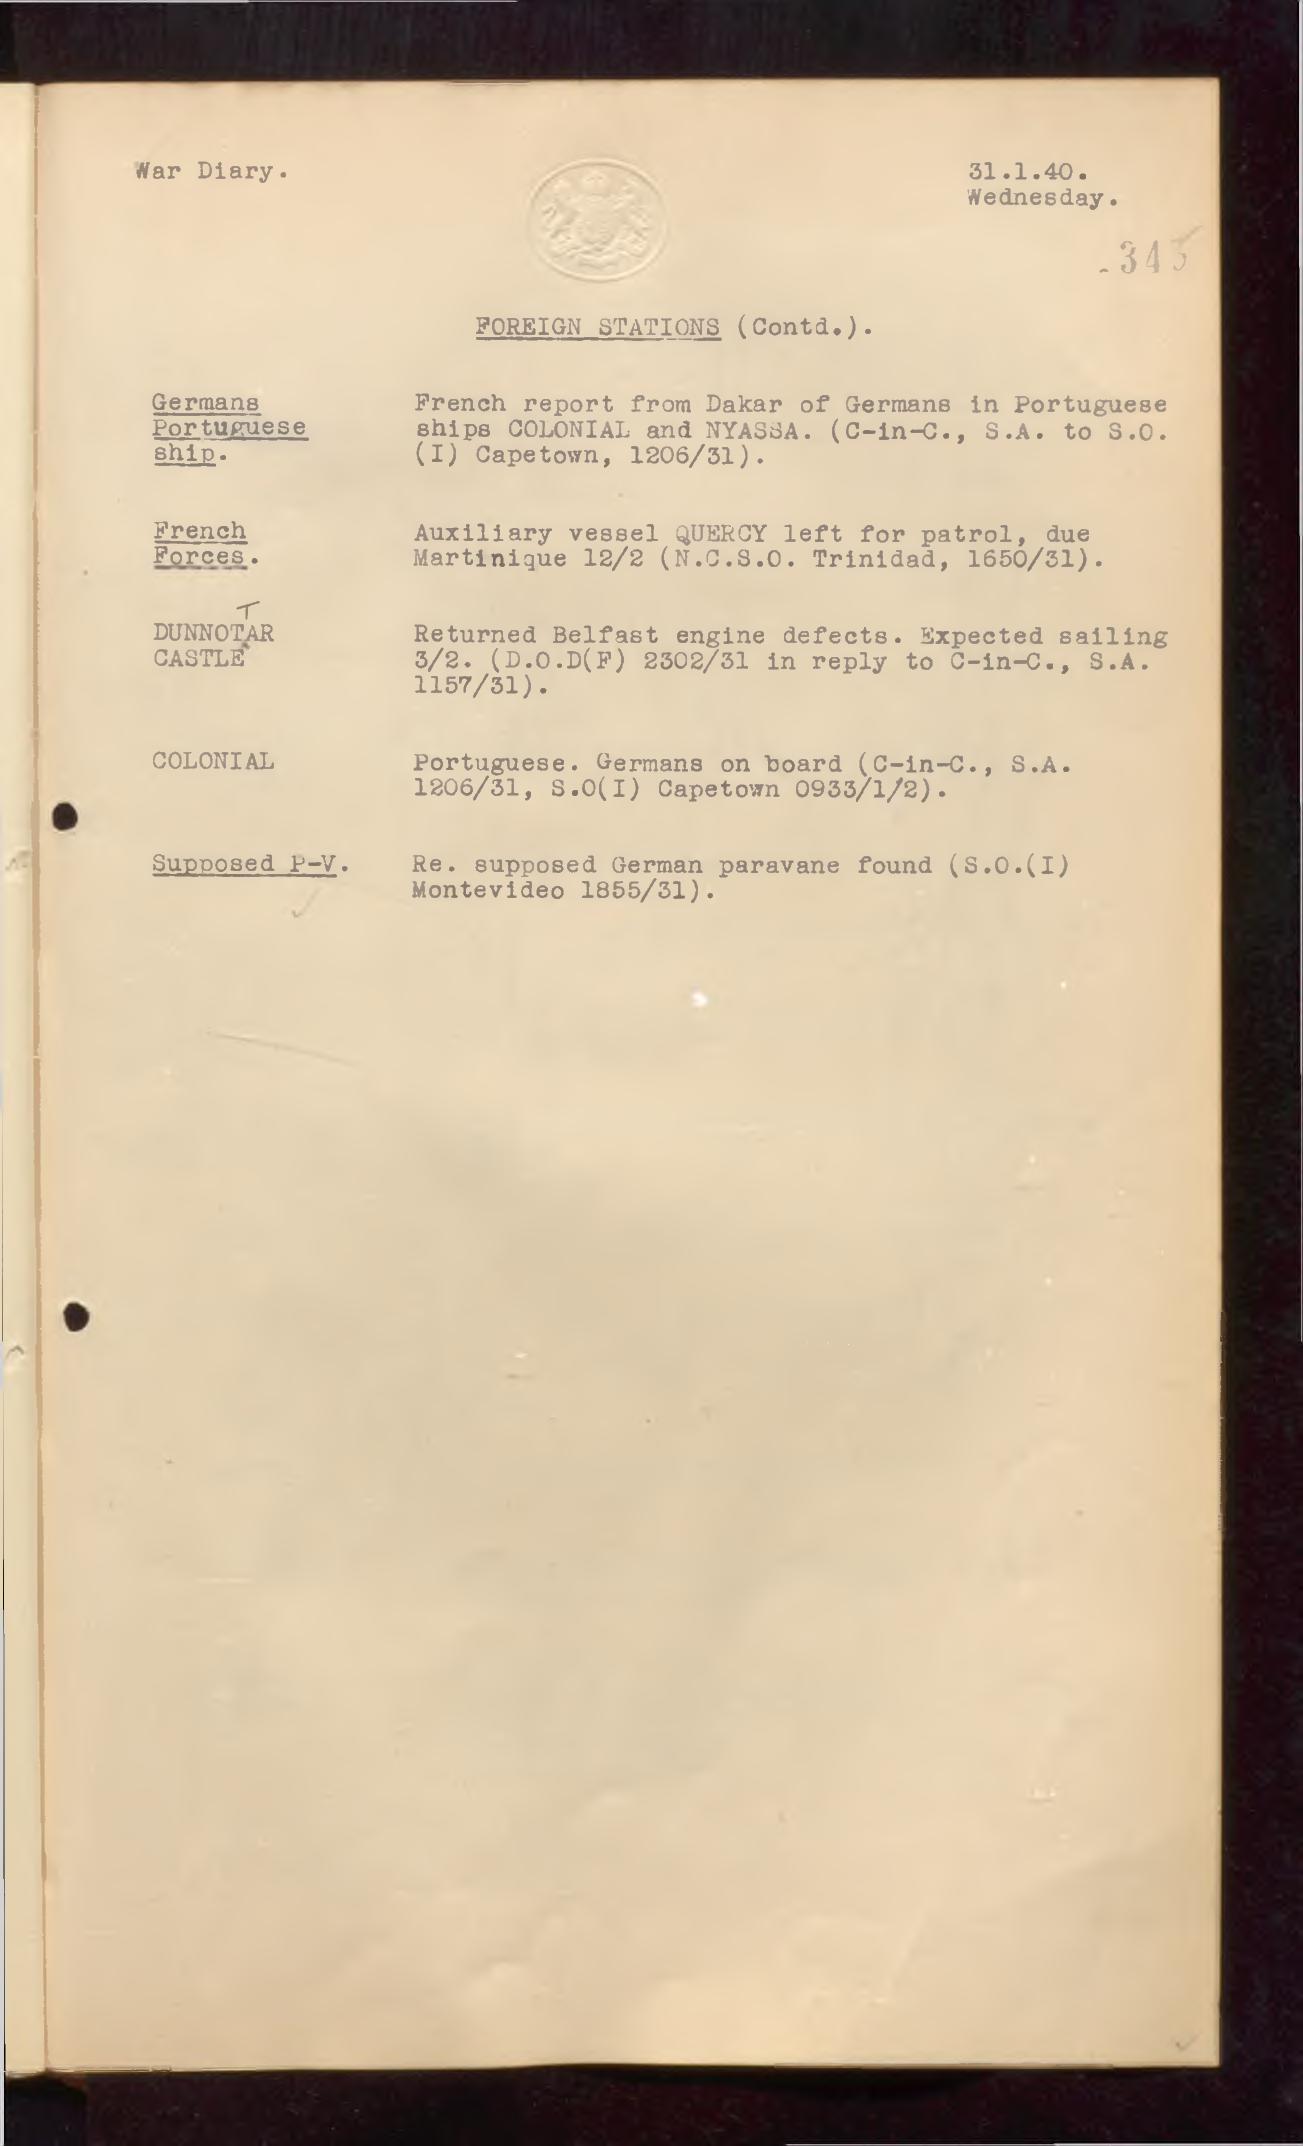 War Diary.
31.1.40.
Wednesday.
343
FOREIGN STATIONS (Contd.).
Germans
Portuguese
ship.
French report from Dakar of Germans in Portuguese
ships COLONIAL and NYASSA. (C-in-C., S.A. to S.O.
(I) Capetown, 1206/31).
French
Forces.
Auxiliary vessel QUERCY left for patrol, due
Martinique 12/2 (N.C.S.O. Trinidad, 1650/31).
T
DUNNOTAR
CASTLE
Returned Belfast engine defects. Expected sailing
3/2. (D.O.D(F) 2302/31 in reply to C-in-C., S.A.
1157/31).
COLONIAL
Portuguese. Germans on board (C-in-C., S.A.
1206/31, S.O(I) Capetown 0933/1/2).
Supposed P-V.
Re. supposed German paravane found (S.O.(I)
Montevideo 1855/31).